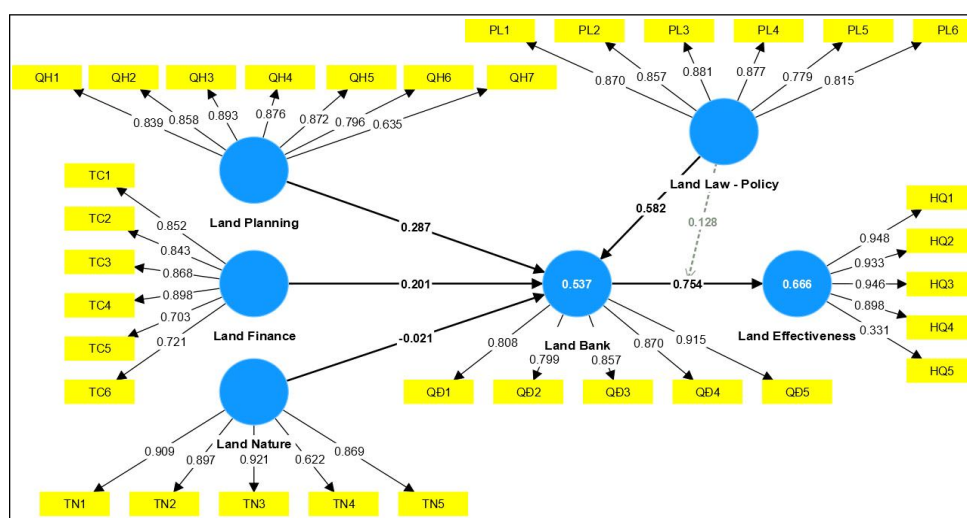 PL1 PL2 PL3 PL4 PL5 PL6
0.870 0.857 0.881 0.877 0.779 0.815
QH1 QH2 QH3 QH4 QH5 QH6 QH7
0.839 0.858 0.893 0.876 0.872 0.796 0.635
Land Planning
Land Law - Policy
0.287
0.582
0.128
TC1
TC2
TC3
TC4
TC5
TC6
0.852
0.843
0.868
0.898
0.703
0.721
Land Finance
0.201
0.537
Land Bank
0.754
0.666
Land Effectiveness
HQ1
HQ2
HQ3
HQ4
HQ5
0.948
0.933
0.946
0.898
0.331
-0.021
0.808 0.799 0.857 0.870 0.915
QĐ1 QĐ2 QĐ3 QĐ4 QĐ5
Land Nature
0.909 0.897 0.921 0.622 0.869
TN1 TN2 TN3 TN4 TN5